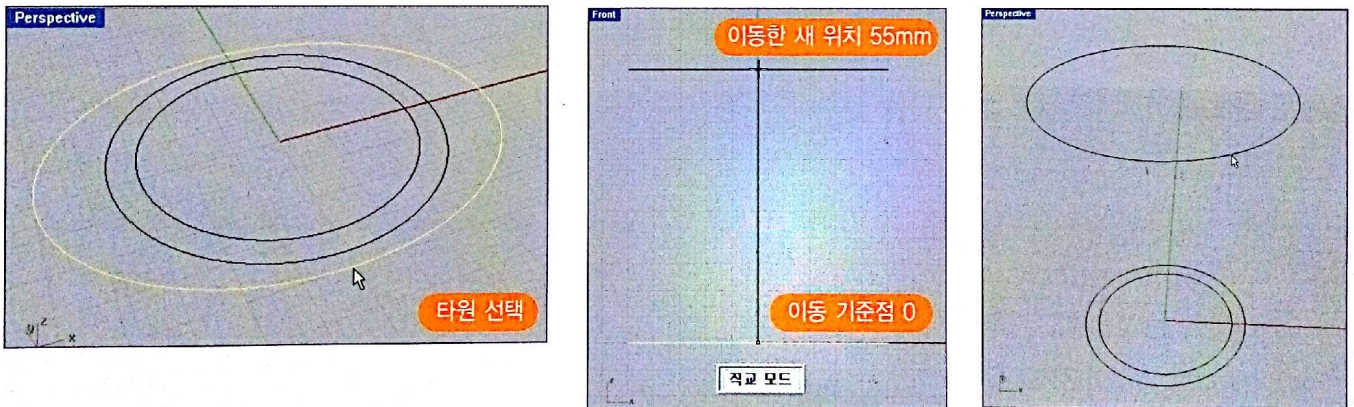 Perspective
타원 선택
Front
이동한 새 위치 55mm
이동 기준점 0
직교 모드
Perspective